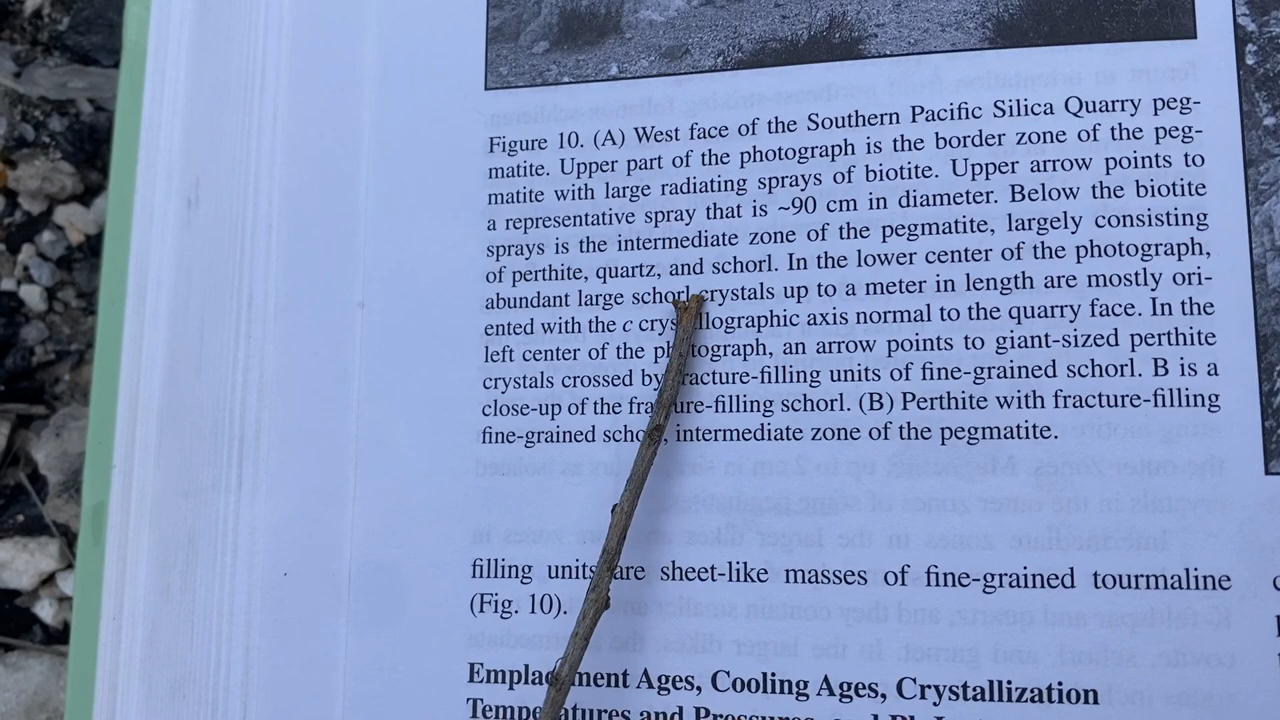 Figure 10. (A) West face of the Southern Pacific Silica Quarry peg-
matite. Upper part of the photograph is the border zone of the peg-
matite with large radiating sprays of biotite. Upper arrow points to
a representative spray that is ~90 cm in diameter. Below the biotite
sprays is the intermediate zone of the pegmatite, largely consisting
of perthite, quartz, and schorl. In the lower center of the photograph,
abundant large schorl crystals up to a meter in length are mostly ori-
ented with the c crystallographic axis normal to the quarry face. In the
left center of the photograph, an arrow points to giant-sized perthite
crystals crossed by fracture-filling units of fine-grained schorl. B is a
close-up of the fracture-filling schorl. (B) Perthite with fracture-filling
fine-grained schorl, intermediate zone of the pegmatite.
filling units are sheet-like masses of fine-grained tourmaline
(Fig. 10).
Emplacement Ages, Cooling Ages, Crystallization
Temperatures and Pressures, and